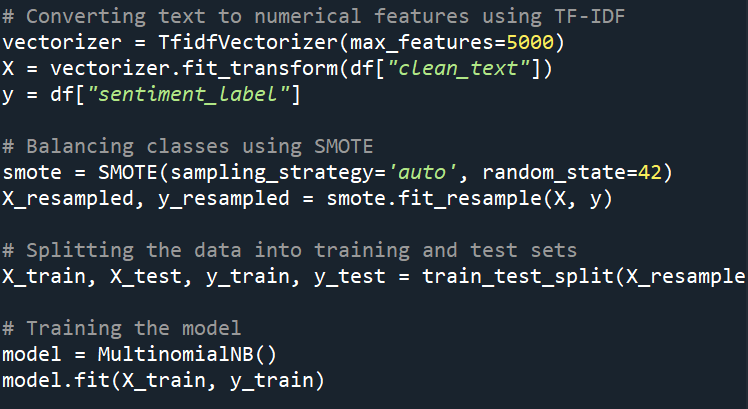 # Converting text to numerical features using TF-IDF
vectorizer = TfidfVectorizer(max_features=5000)
X = vectorizer.fit_transform(df["clean_text"])
y = df["sentiment_label"]
# Balancing classes using SMOTE
smote = SMOTE(sampling_strategy='auto', random_state=42)
X_resampled, y_resampled = smote.fit_resample(X, y)
# Splitting the data into training and test sets
X_train, X_test, y_train, y_test = train_test_split(X_resample
# Training the model
model = MultinomialNB()
model.fit(X_train, y_train)